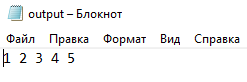 output – Блокнот
Файл Правка Формат Вид Справка
1 2 3 4 5